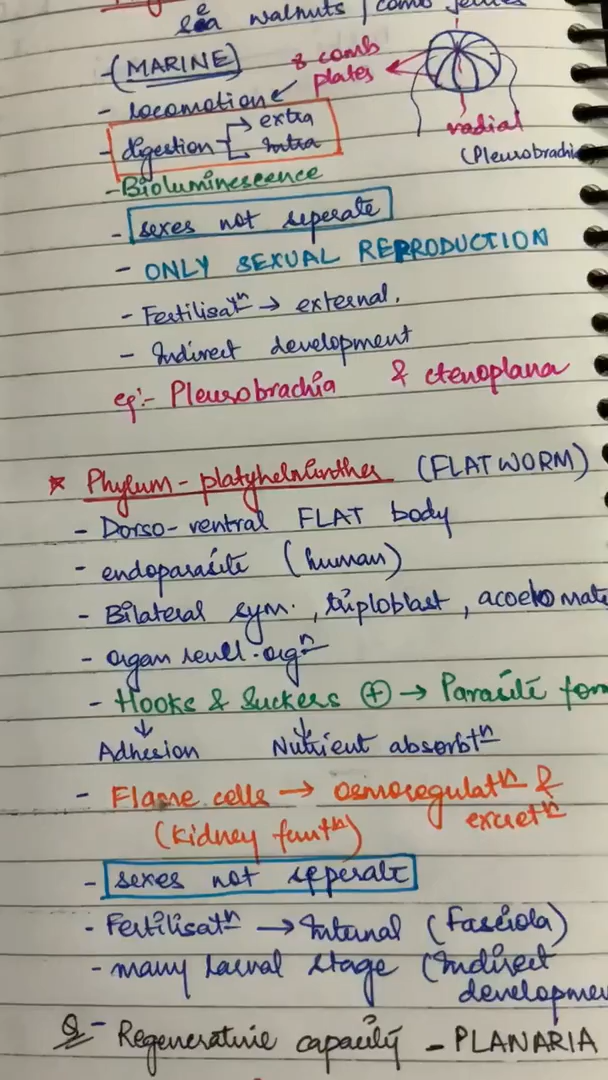 sea walnuts / comb jellies
- (MARINE)
8 comb plates
- locomotion
- digestion → extra
→ intra
radial
(Pleurobrachia
- Bioluminescence
- sexes not seperate
- ONLY SEXUAL REPRODUCTION
- Fertilisatⁿ → external.
- Indirect development
eg:- Pleurobrachia & ctenoplana
* Phylum - platyhelminthes (FLATWORM)
- Dorso-ventral FLAT body
- endoparasite (human)
- Bilateral sym., triploblast, acoelomate
- organ level. orgⁿ
- Hooks & Suckers ⊕ → Parasite form
↓ ↓
Adhesion Nutrient absorbtⁿ
- Flame cells → osmoregulatⁿ & excretⁿ
(kidney functⁿ)
- sexes not seperate
- Fertilisatⁿ → Internal (Fasciola)
- many larval stage (Indirect
development
Q - Regenerative capacity - PLANARIA